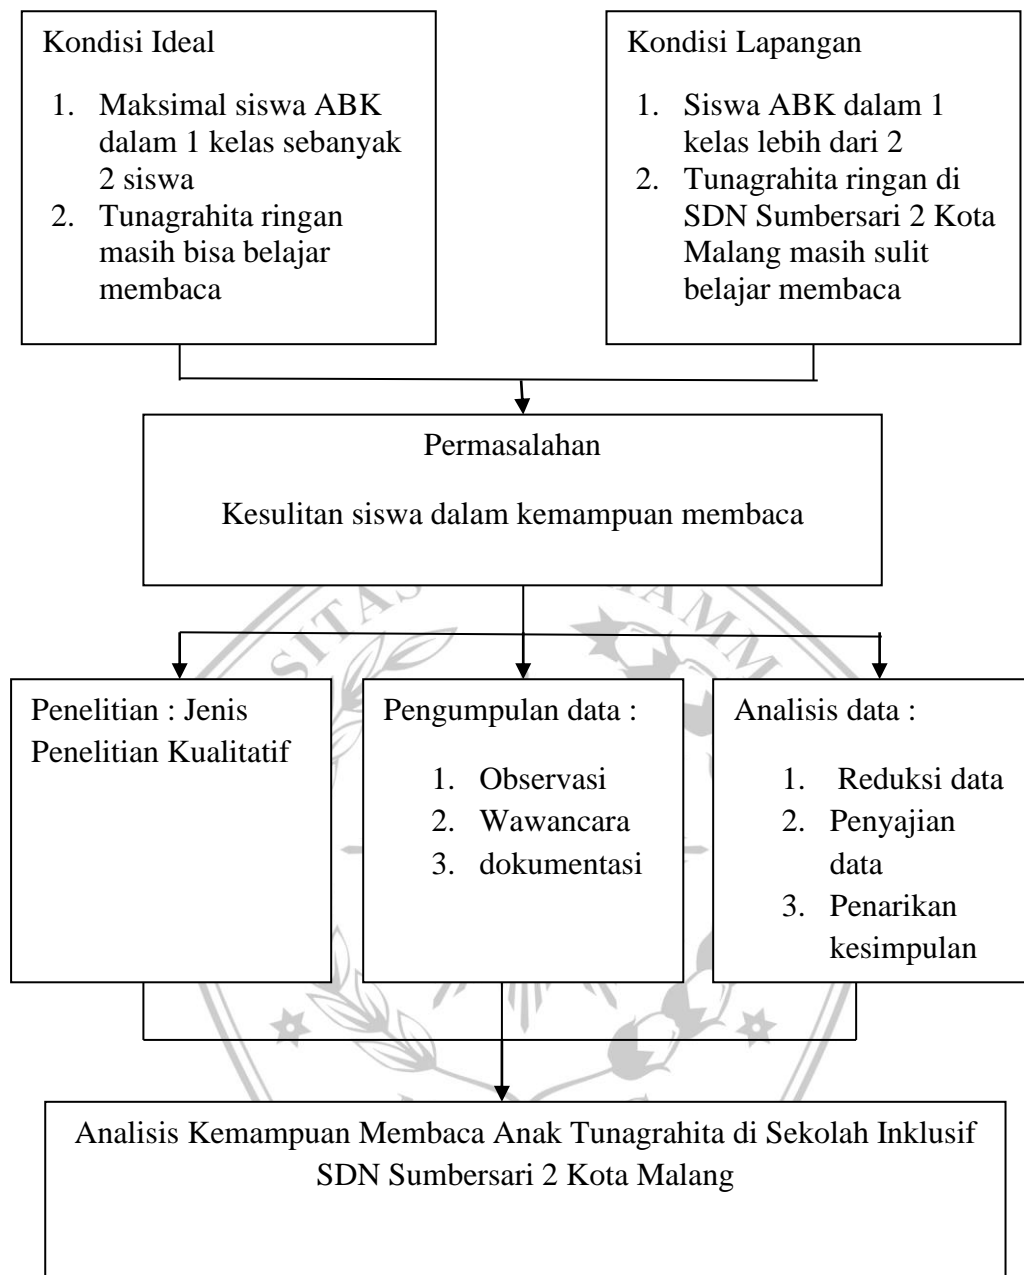 Kondisi Ideal
1. Maksimal siswa ABK
dalam 1 kelas sebanyak
2 siswa
2. Tunagrahita ringan
masih bisa belajar
membaca
Kondisi Lapangan
1. Siswa ABK dalam 1
kelas lebih dari 2
2. Tunagrahita ringan di
SDN Sumbersari 2 Kota
Malang masih sulit
belajar membaca
Permasalahan
Kesulitan siswa dalam kemampuan membaca
Penelitian : Jenis
Penelitian Kualitatif
Pengumpulan data :
1. Observasi
2. Wawancara
3. dokumentasi
Analisis data :
1. Reduksi data
2. Penyajian
data
3. Penarikan
kesimpulan
Analisis Kemampuan Membaca Anak Tunagrahita di Sekolah Inklusif
SDN Sumbersari 2 Kota Malang